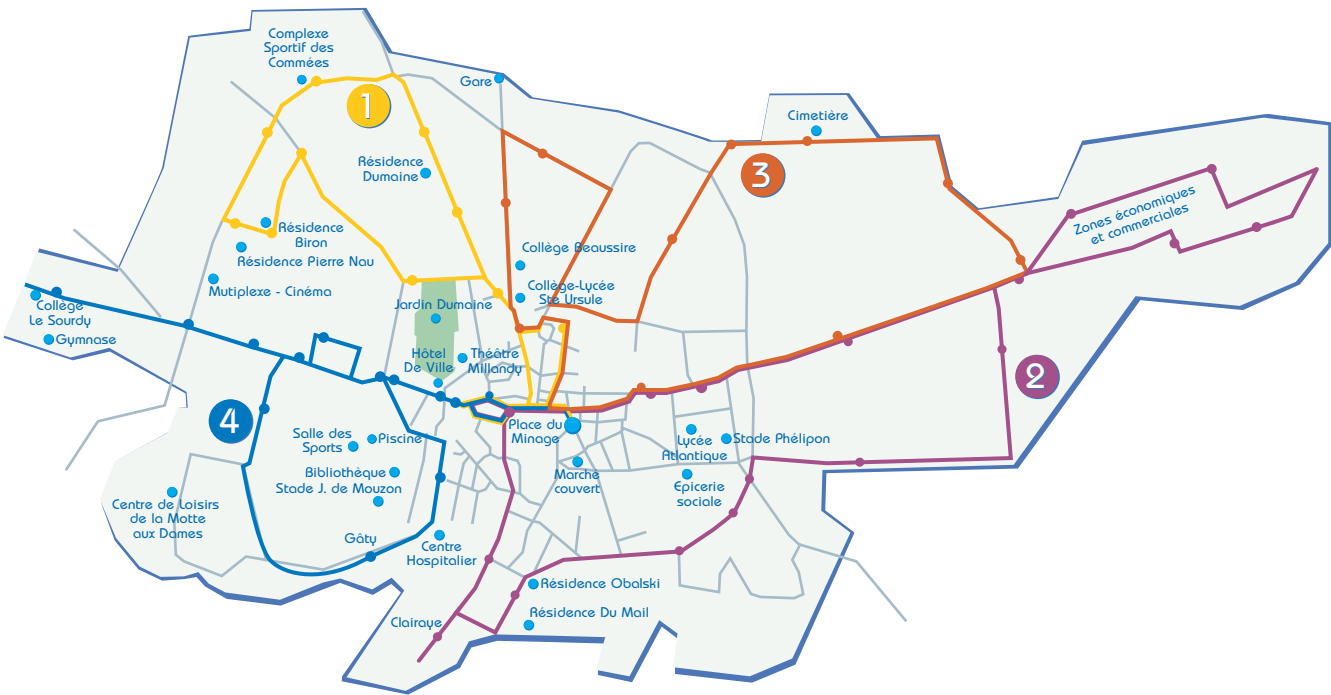 Complexe
Sportif des
Commées
1
Gare
Cimetière
Résidence
Dumaine
3
Zones économiques
et commerciales
Résidence
Biron
Résidence Pierre Nau
Collège Beaussire
Mutiplexe - Cinéma
Collège-Lycée
Ste Ursule
Jardin Dumaine
Collège
Le Sourdy
Gymnase
Hôtel
De Ville
Théâtre
Millandy
2
4
Place du
Minage
Salle des
Sports
Piscine
Lycée
Atlantique
Stade Phélipon
Bibliothèque
Stade J. de Mouzon
Marché
couvert
Epicerie
sociale
Centre de Loisirs
de la Motte
aux Dames
Gâty
Centre
Hospitalier
Résidence Obalski
Résidence Du Mail
Clairaye